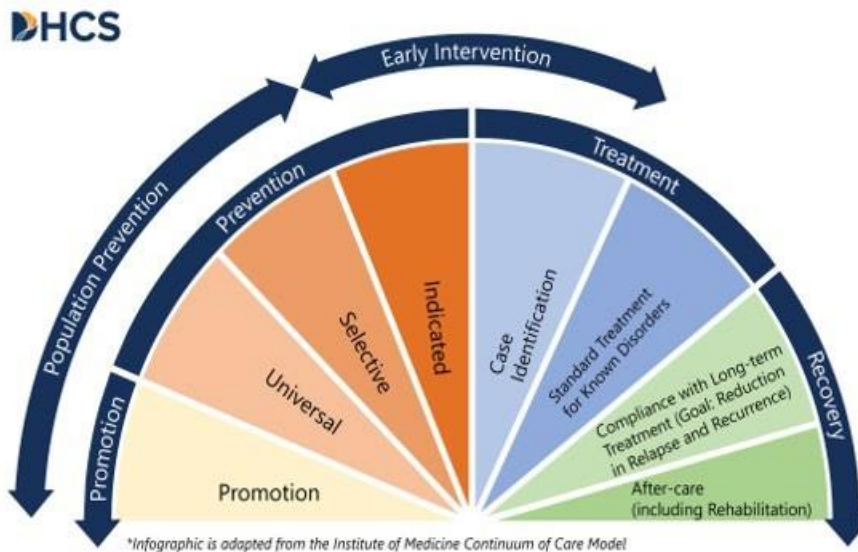 DHCS
Early Intervention
Population Prevention
Prevention
Treatment
Promotion
Recovery
Promotion
Universal
Selective
Indicated
Case
Identification
Standard Treatment
for Known Disorders
Compliance with Long-term
Treatment (Goal: Reduction
in Relapse and Recurrence)
After-care
(including Rehabilitation)
*Infographic is adapted from the Institute of Medicine Continuum of Care Model